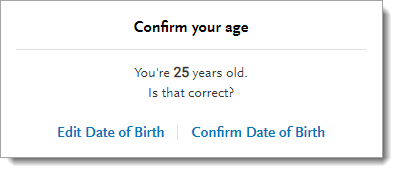 Confirm your age
You're 25 years old.
Is that correct?
Edit Date of Birth
Confirm Date of Birth